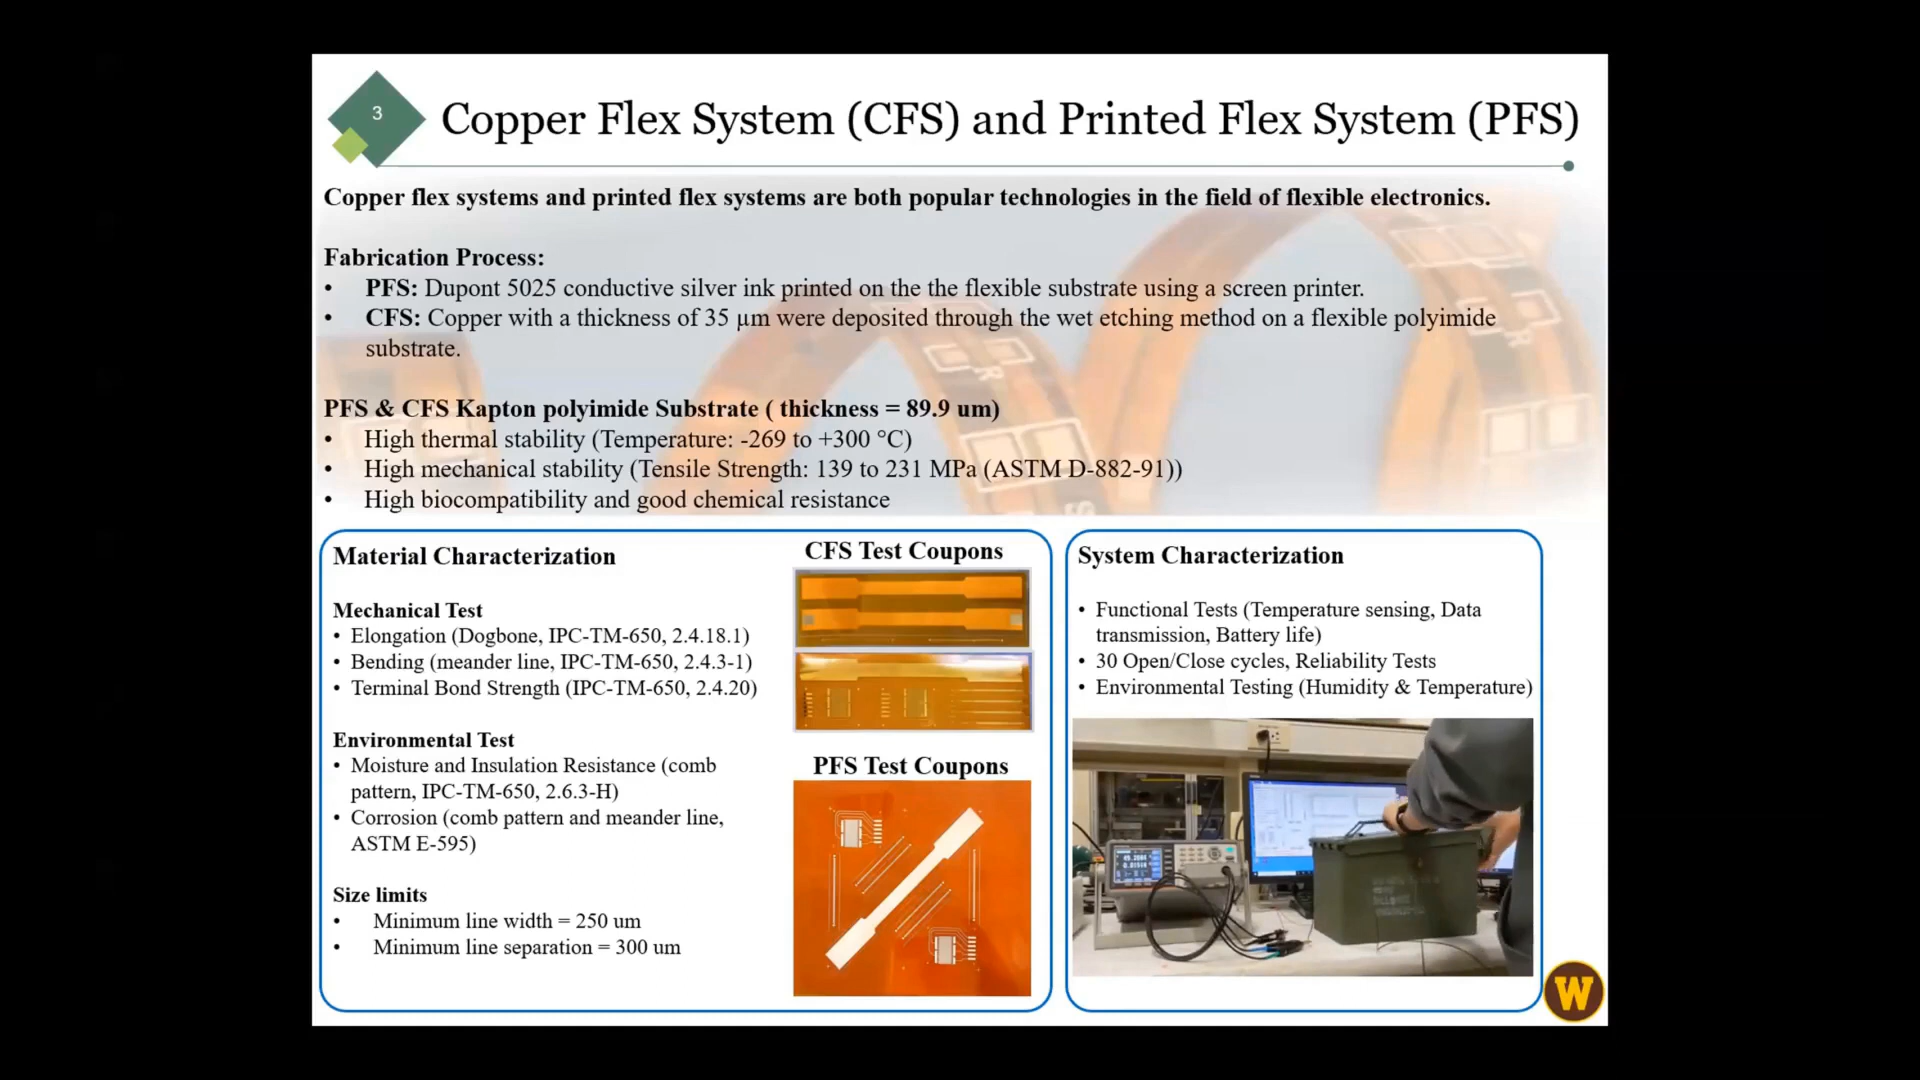 3
Copper Flex System (CFS) and Printed Flex System (PFS)
Copper flex systems and printed flex systems are both popular technologies in the field of flexible electronics.
Fabrication Process:
• PFS: Dupont 5025 conductive silver ink printed on the the flexible substrate using a screen printer.
• CFS: Copper with a thickness of 35 µm were deposited through the wet etching method on a flexible polyimide
substrate.
PFS & CFS Kapton polyimide Substrate ( thickness = 89.9 um)
• High thermal stability (Temperature: -269 to +300 °C)
• High mechanical stability (Tensile Strength: 139 to 231 MPa (ASTM D-882-91))
• High biocompatibility and good chemical resistance
Material Characterization
Mechanical Test
• Elongation (Dogbone, IPC-TM-650, 2.4.18.1)
• Bending (meander line, IPC-TM-650, 2.4.3-1)
• Terminal Bond Strength (IPC-TM-650, 2.4.20)
Environmental Test
• Moisture and Insulation Resistance (comb
pattern, IPC-TM-650, 2.6.3-H)
• Corrosion (comb pattern and meander line,
ASTM E-595)
Size limits
• Minimum line width = 250 um
• Minimum line separation = 300 um
CFS Test Coupons
PFS Test Coupons
System Characterization
• Functional Tests (Temperature sensing, Data
transmission, Battery life)
• 30 Open/Close cycles, Reliability Tests
• Environmental Testing (Humidity & Temperature)
W